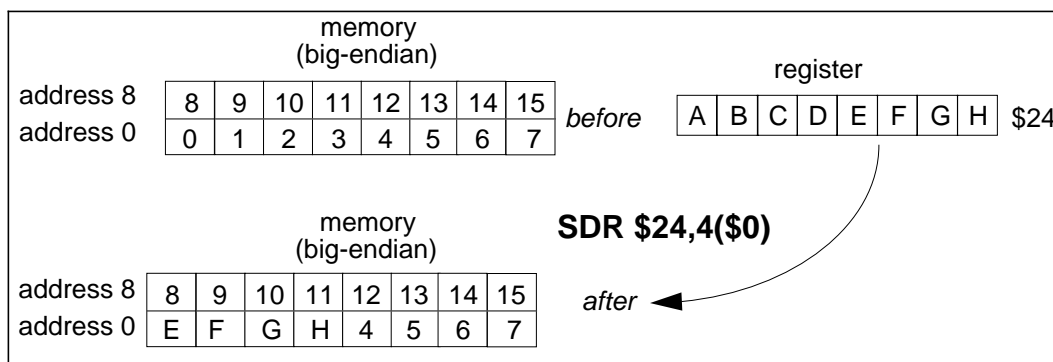 memory
(big-endian)
address 8 8 9 10 11 12 13 14 15
address 0 0 1 2 3 4 5 6 7
before
register
A B C D E F G H $24
SDR $24,4($0)
memory
(big-endian)
address 8 8 9 10 11 12 13 14 15
address 0 E F G H 4 5 6 7
after